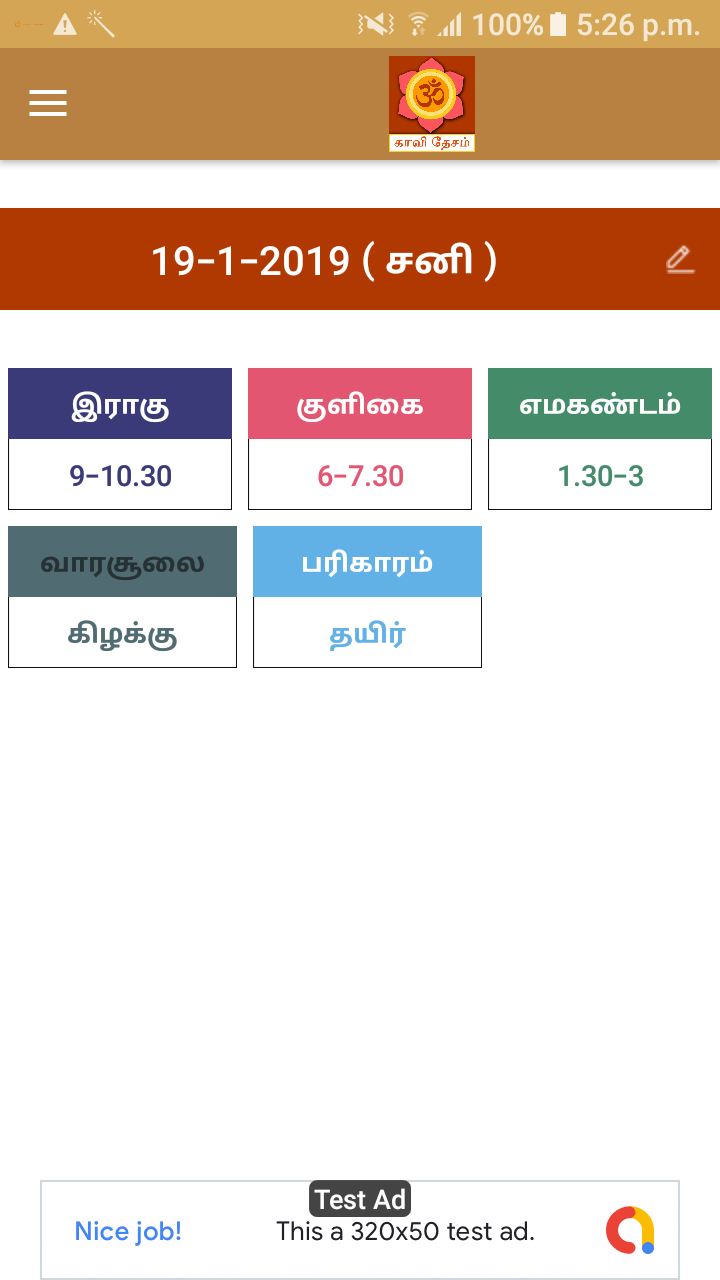 100% 5:26 p.m.
காவி தேசம்
19-1-2019 ( சனி )
இராகு
குளிகை
எமகண்டம்
9-10.30
6-7.30
1.30-3
வாரசூலை
பரிகாரம்
கிழக்கு
தயிர்
Test Ad
Nice job!
This a 320x50 test ad.